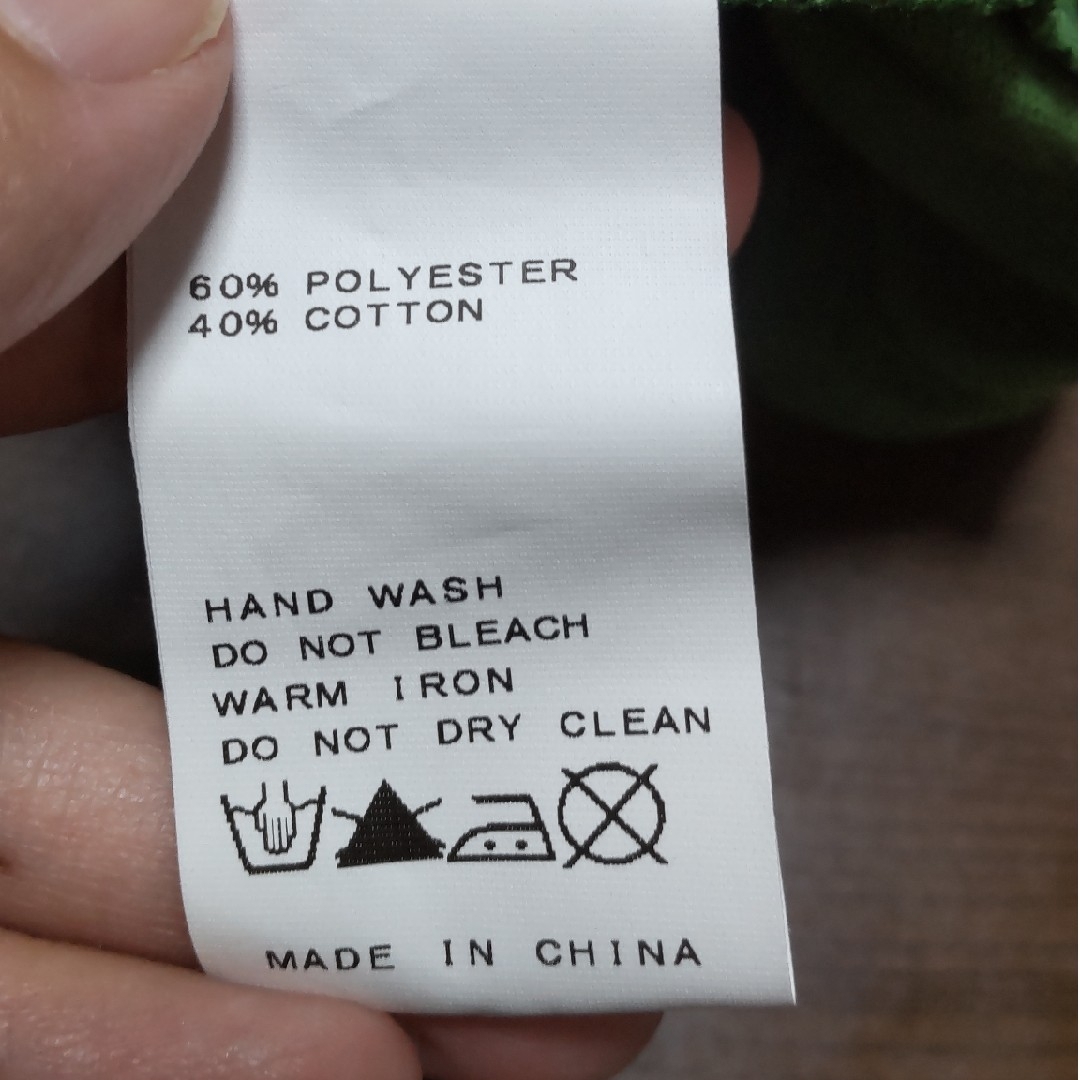 60% POLYESTER
40% COTTON
HAND WASH
DO NOT BLEACH
WARM IRON
DO NOT DRY CLEAN
MADE IN CHINA